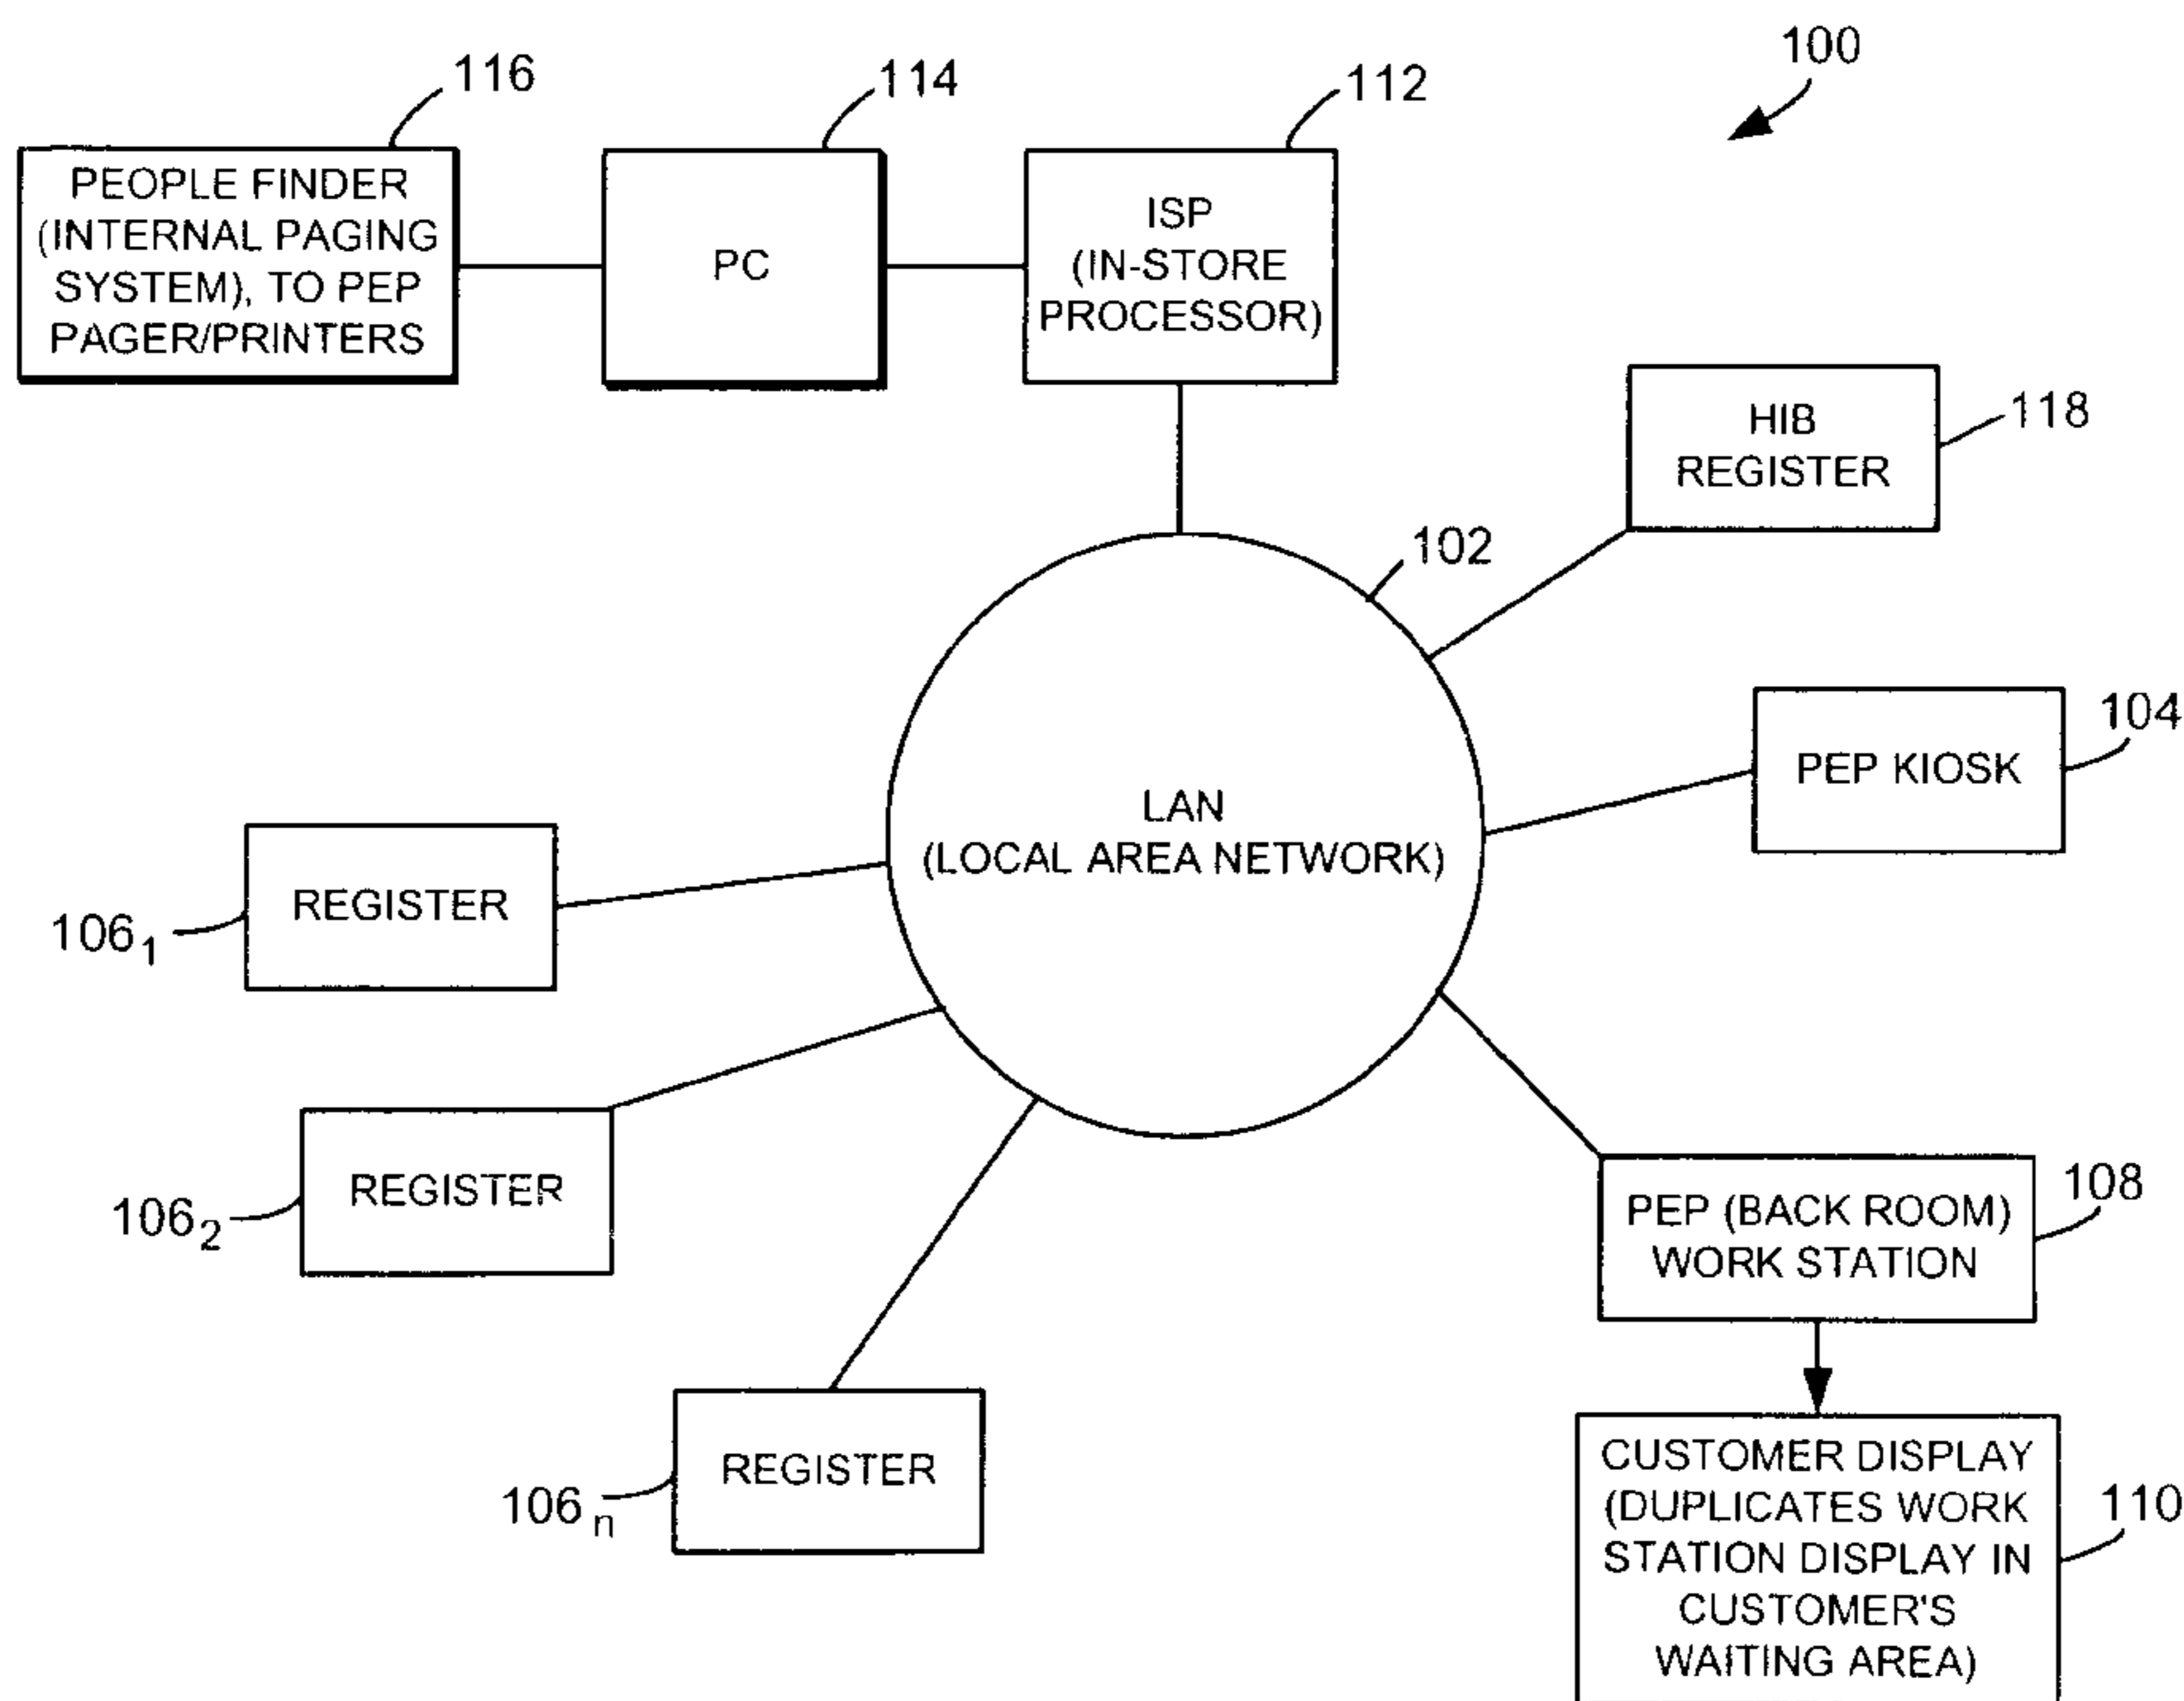 100
116
114
112
PEOPLE FINDER
(INTERNAL PAGING
SYSTEM), TO PEP
PAGER/PRINTERS
PC
ISP
(IN-STORE
PROCESSOR)
HIB
REGISTER
118
102
104
PEP KIOSK
LAN
(LOCAL AREA NETWORK)
REGISTER
106₁
REGISTER
106₂
REGISTER
106ₙ
PEP (BACK ROOM)
WORK STATION
108
CUSTOMER DISPLAY
(DUPLICATES WORK
STATION DISPLAY IN
CUSTOMER'S
WAITING AREA)
110